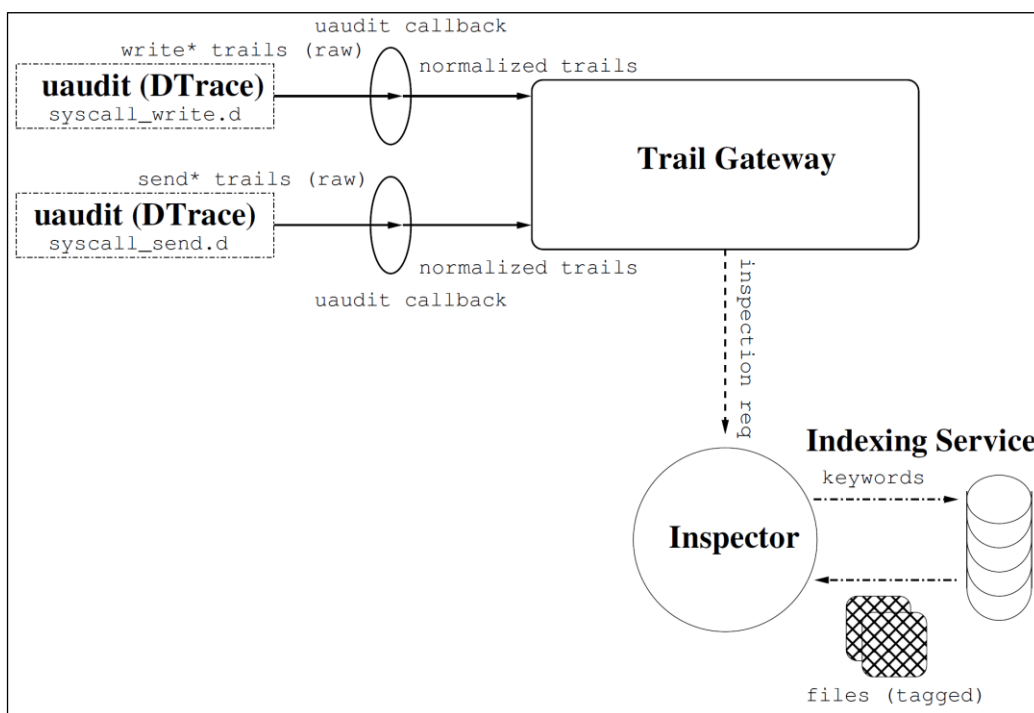 uaudit callback
write* trails (raw)
normalized trails
uaudit (DTrace)
syscall_write.d
Trail Gateway
send* trails (raw)
uaudit (DTrace)
syscall_send.d
normalized trails
uaudit callback
inspection req
Indexing Service
keywords
Inspector
files (tagged)